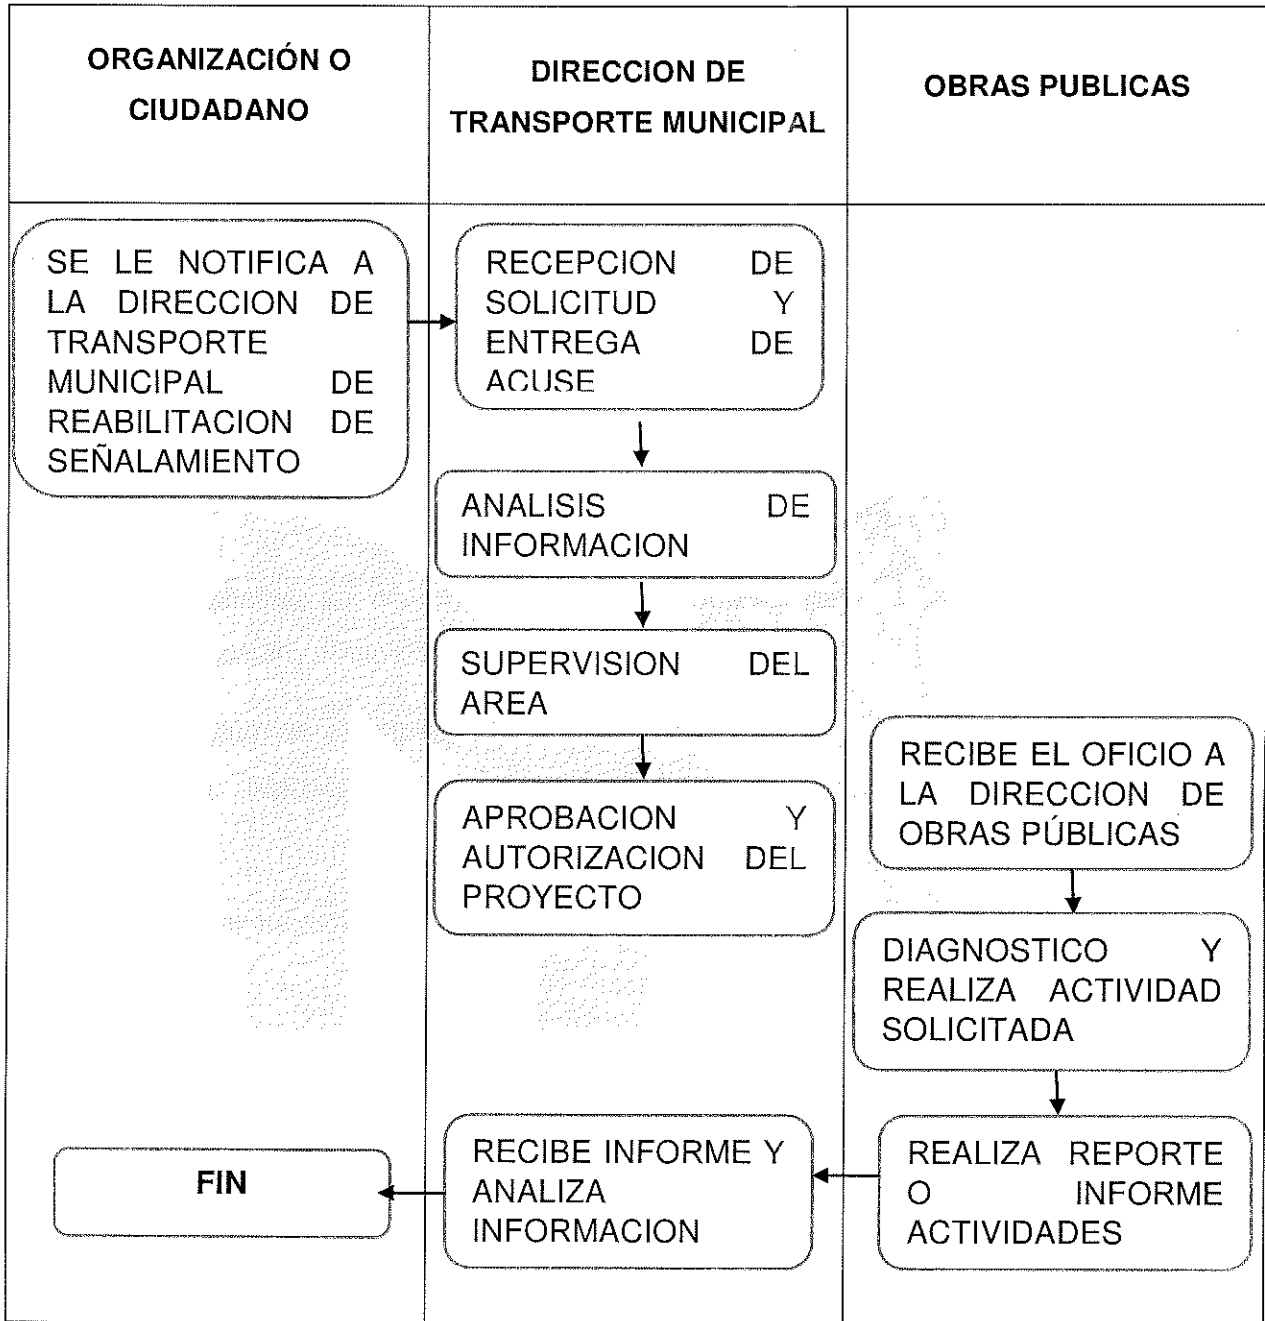 ORGANIZACIÓN O
CIUDADANO
DIRECCION DE
TRANSPORTE MUNICIPAL
OBRAS PUBLICAS
SE LE NOTIFICA A
LA DIRECCION DE
TRANSPORTE
MUNICIPAL DE
REABILITACION DE
SEÑALAMIENTO
RECEPCION DE
SOLICITUD Y
ENTREGA DE
ACUSE
ANALISIS DE
INFORMACION
SUPERVISION DEL
AREA
APROBACION Y
AUTORIZACION DEL
PROYECTO
RECIBE EL OFICIO A
LA DIRECCION DE
OBRAS PÚBLICAS
DIAGNOSTICO Y
REALIZA ACTIVIDAD
SOLICITADA
REALIZA REPORTE
O INFORME
ACTIVIDADES
RECIBE INFORME Y
ANALIZA
INFORMACION
FIN